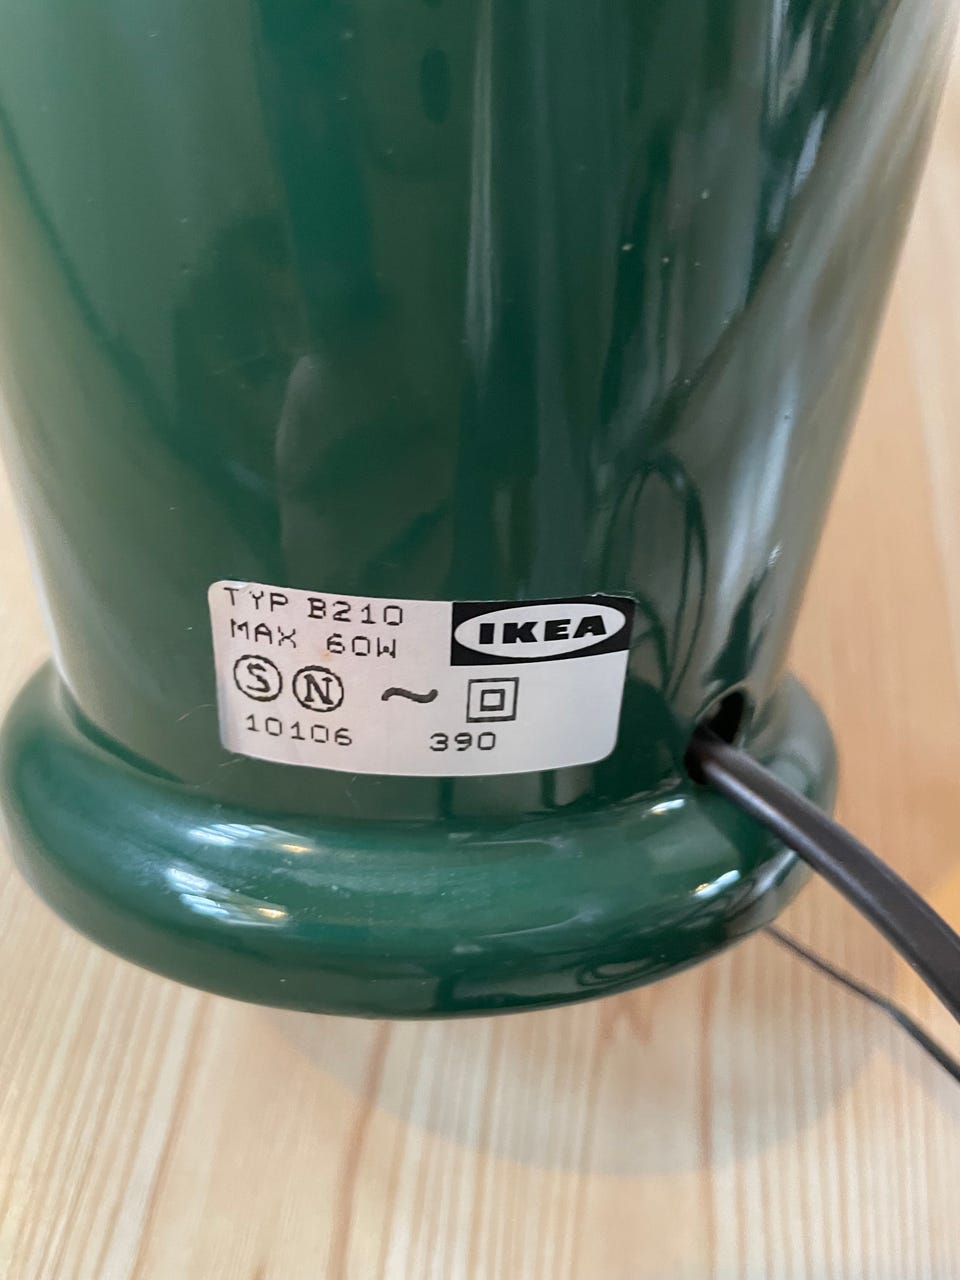 TYP B210
MAX 60W
IKEA
S N ~
10106 390